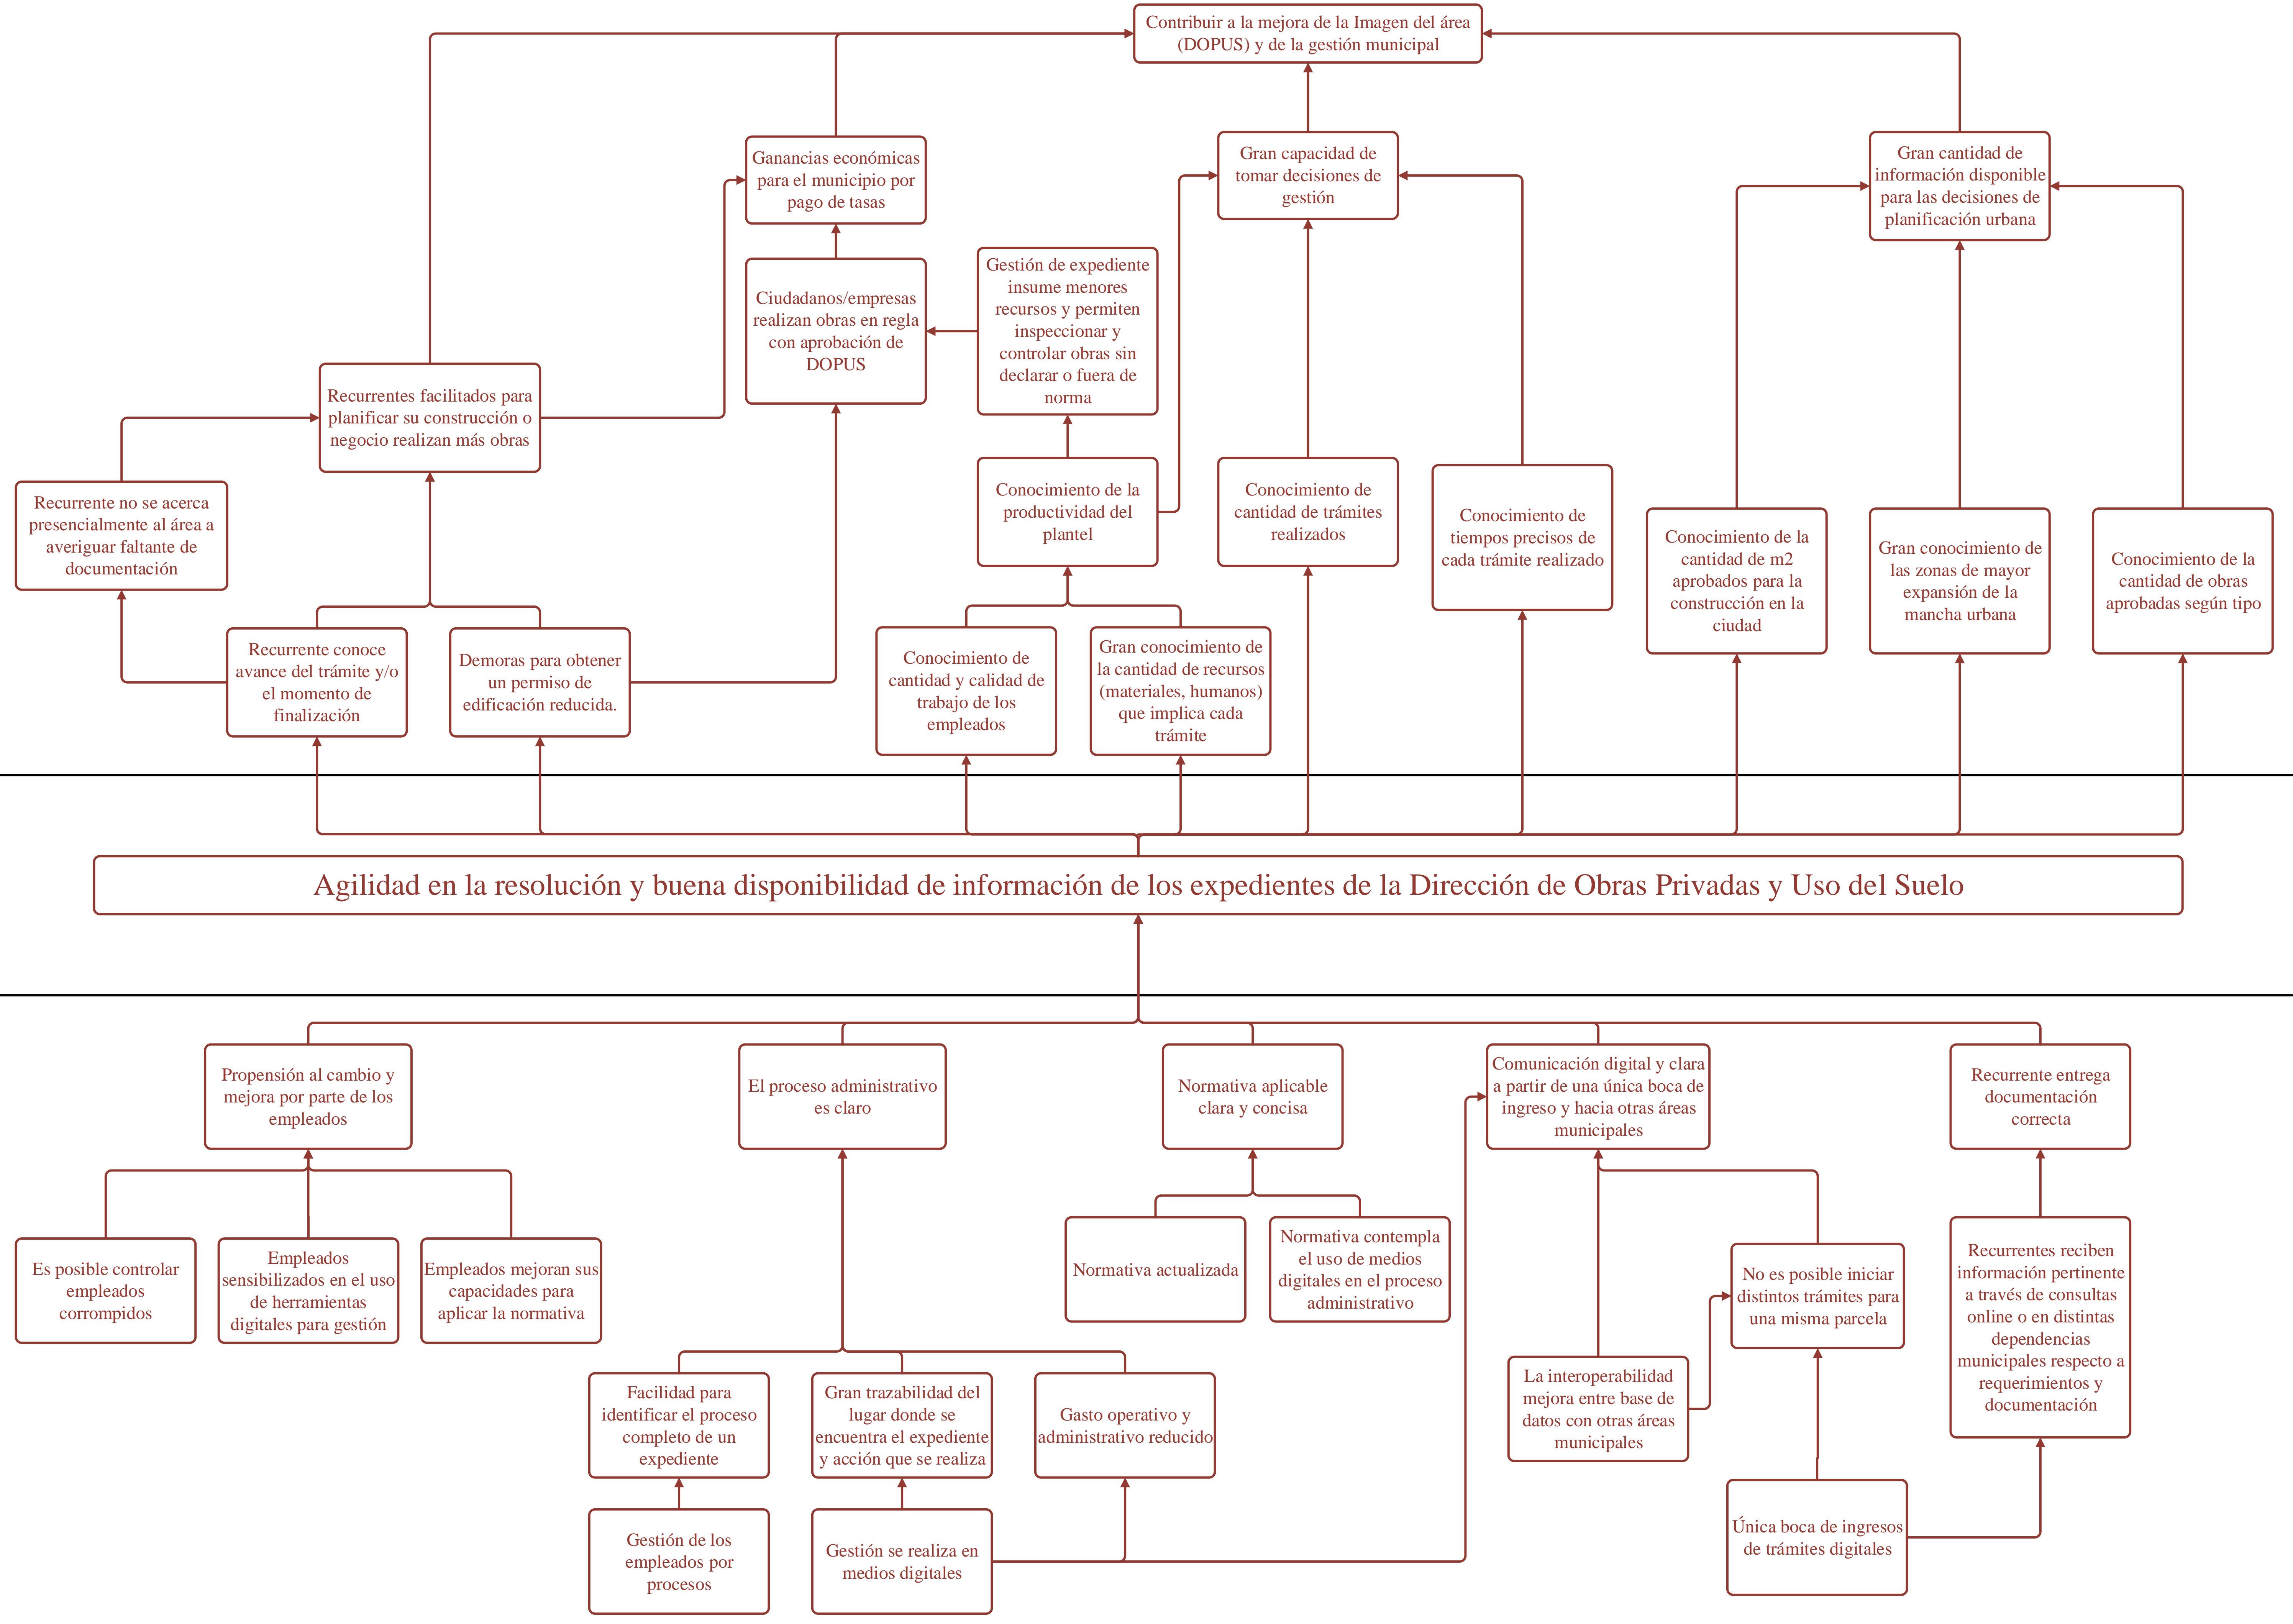 Contribuir a la mejora de la Imagen del área
(DOPUS) y de la gestión municipal
Ganancias económicas
para el municipio por
pago de tasas
Gran capacidad de
tomar decisiones de
gestión
Gran cantidad de
información disponible
para las decisiones de
planificación urbana
Ciudadanos/empresas
realizan obras en regla
con aprobación de
DOPUS
Gestión de expediente
insume menores
recursos y permiten
inspeccionar y
controlar obras sin
declarar o fuera de
norma
Recurrentes facilitados para
planificar su construcción o
negocio realizan más obras
Recurrente no se acerca
presencialmente al área a
averiguar faltante de
documentación
Conocimiento de la
productividad del
plantel
Conocimiento de
cantidad de trámites
realizados
Conocimiento de
tiempos precisos de
cada trámite realizado
Conocimiento de la
cantidad de m2
aprobados para la
construcción en la
ciudad
Gran conocimiento de
las zonas de mayor
expansión de la
mancha urbana
Conocimiento de la
cantidad de obras
aprobadas según tipo
Recurrente conoce
avance del trámite y/o
el momento de
finalización
Demoras para obtener
un permiso de
edificación reducida.
Conocimiento de
cantidad y calidad de
trabajo de los
empleados
Gran conocimiento de
la cantidad de recursos
(materiales, humanos)
que implica cada
trámite
Agilidad en la resolución y buena disponibilidad de información de los expedientes de la Dirección de Obras Privadas y Uso del Suelo
Propensión al cambio y
mejora por parte de los
empleados
El proceso administrativo
es claro
Normativa aplicable
clara y concisa
Comunicación digital y clara
a partir de una única boca de
ingreso y hacia otras áreas
municipales
Recurrente entrega
documentación
correcta
Es posible controlar
empleados
corrompidos
Empleados
sensibilizados en el uso
de herramientas
digitales para gestión
Empleados mejoran sus
capacidades para
aplicar la normativa
Normativa actualizada
Normativa contempla
el uso de medios
digitales en el proceso
administrativo
No es posible iniciar
distintos trámites para
una misma parcela
Recurrentes reciben
información pertinente
a través de consultas
online o en distintas
dependencias
municipales respecto a
requerimientos y
documentación
Facilidad para
identificar el proceso
completo de un
expediente
Gran trazabilidad del
lugar donde se
encuentra el expediente
y acción que se realiza
Gasto operativo y
administrativo reducido
La interoperabilidad
mejora entre base de
datos con otras áreas
municipales
Gestión de los
empleados por
procesos
Gestión se realiza en
medios digitales
Única boca de ingresos
de trámites digitales